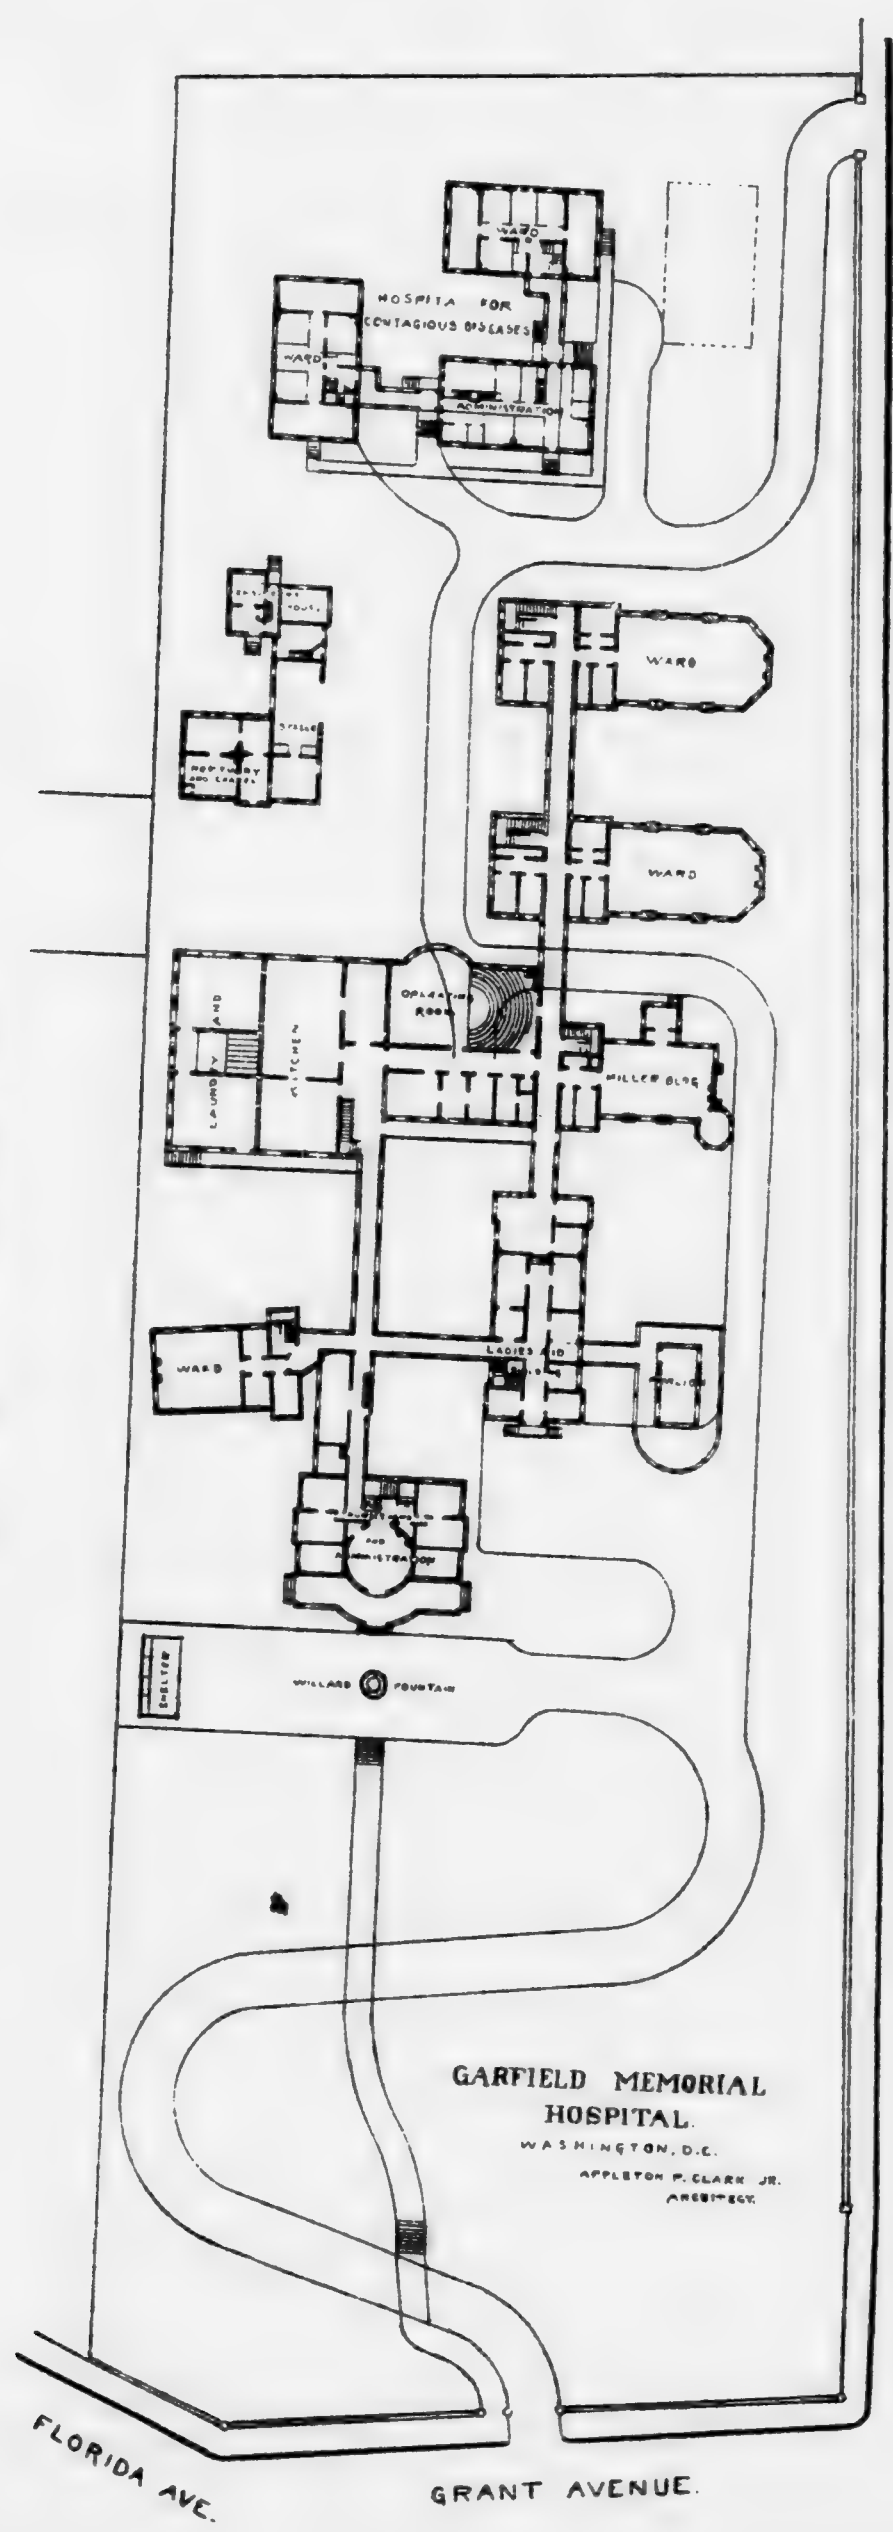 WARD
HOSPITA FOR
CONTAGIOUS DISEASES
WARD
ADMINISTRATION
HOUSE
WARD
STABLE
MORTUARY
AND CHAPEL
WARD
OPERATING
ROOM
LAUNDRY AND
KITCHEN
MILLER BLDG
LADIES AID
WARD
PAVILION
AND
ADMINISTRATION
SHELTER
WILLARD FOUNTAIN
GARFIELD MEMORIAL
HOSPITAL.
WASHINGTON, D.C.
APPLETON P. CLARK JR.
ARCHITECT.
FLORIDA AVE.
GRANT AVENUE.